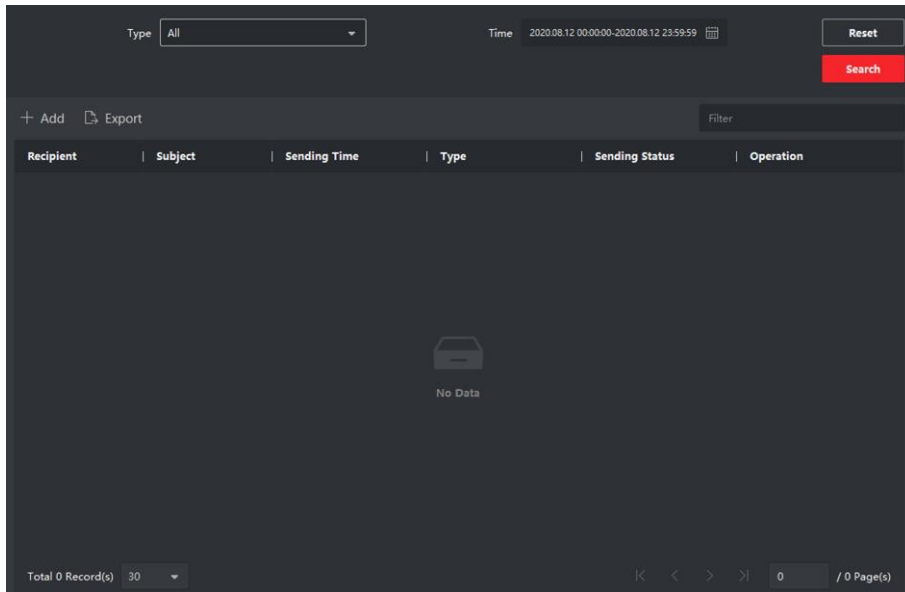 Type All Time 2020.08.12 00:00:00-2020.08.12 23:59:59 Reset
Search
Add Export Filter
Recipient Subject Sending Time Type Sending Status Operation
No Data
Total 0 Record(s) 30 0 / 0 Page(s)